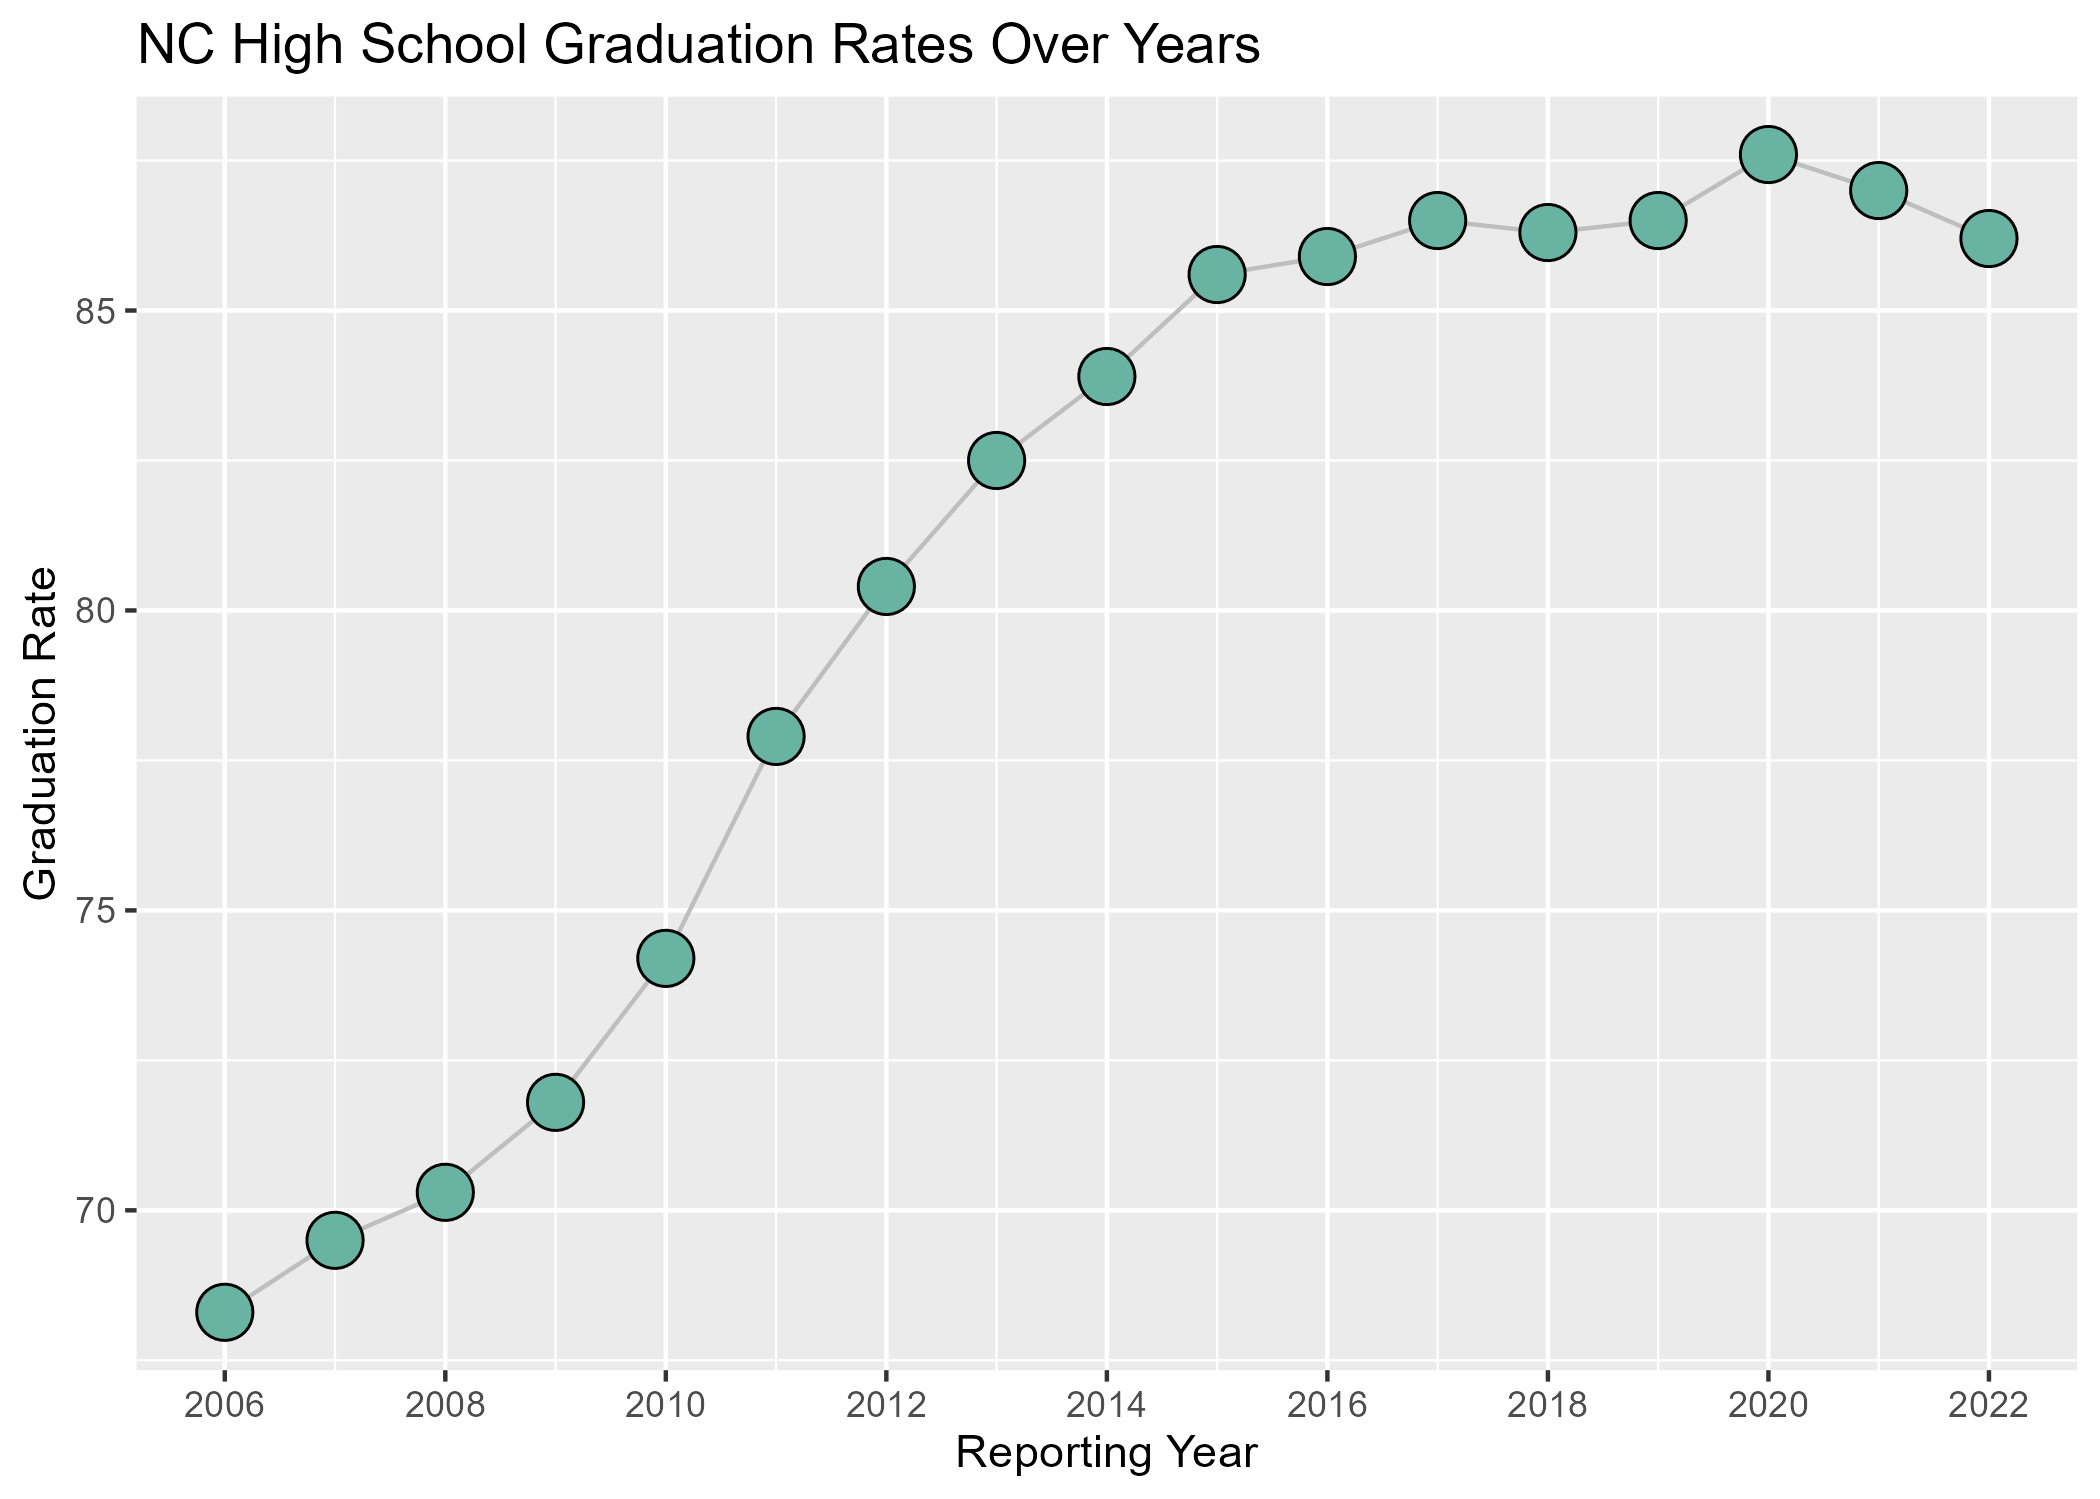 NC High School Graduation Rates Over Years
Graduation Rate
85
80
75
70
2006 2008 2010 2012 2014 2016 2018 2020 2022
Reporting Year